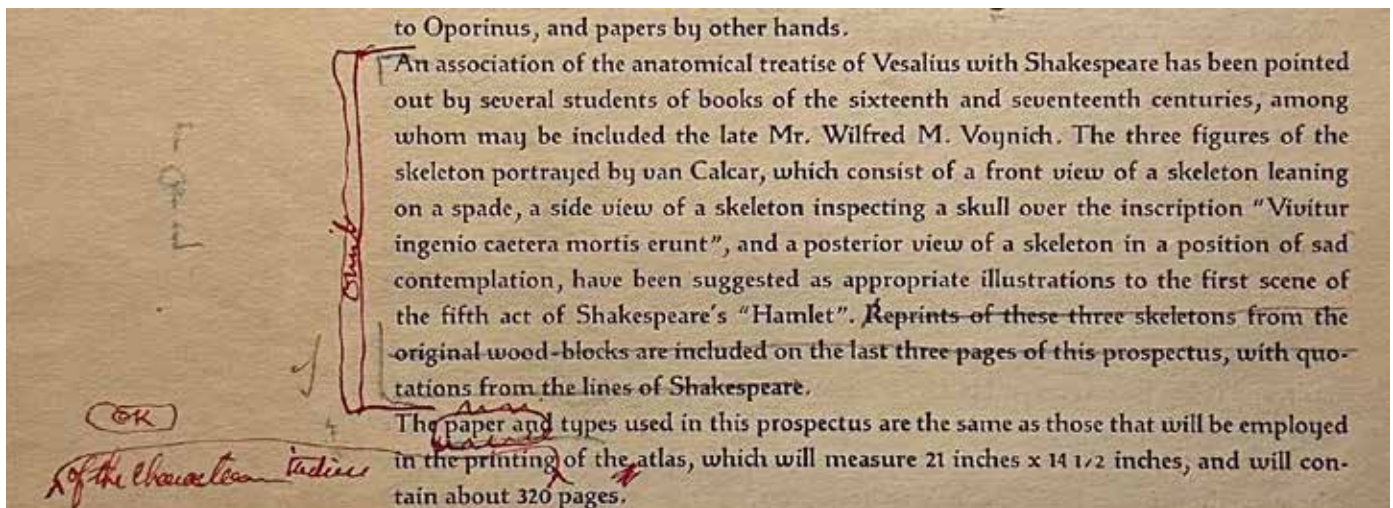 to Oporinus, and papers by other hands.
An association of the anatomical treatise of Vesalius with Shakespeare has been pointed
out by several students of books of the sixteenth and seventeenth centuries, among
whom may be included the late Mr. Wilfred M. Voynich. The three figures of the
skeleton portrayed by van Calcar, which consist of a front view of a skeleton leaning
on a spade, a side view of a skeleton inspecting a skull over the inscription “Vivitur
ingenio caetera mortis erunt”, and a posterior view of a skeleton in a position of sad
contemplation, have been suggested as appropriate illustrations to the first scene of
the fifth act of Shakespeare’s “Hamlet”. Reprints of these three skeletons from the
original wood-blocks are included on the last three pages of this prospectus, with quo-
tations from the lines of Shakespeare.
The paper and types used in this prospectus are the same as those that will be employed
in the printing of the atlas, which will measure 21 inches x 14 1/2 inches, and will con-
tain about 320 pages.
Omit
OK
of the